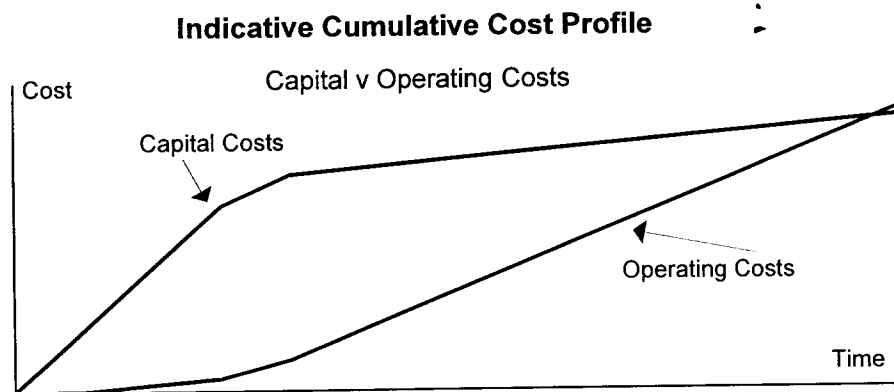 Indicative Cumulative Cost Profile
Capital v Operating Costs
Cost
Capital Costs
Operating Costs
Time